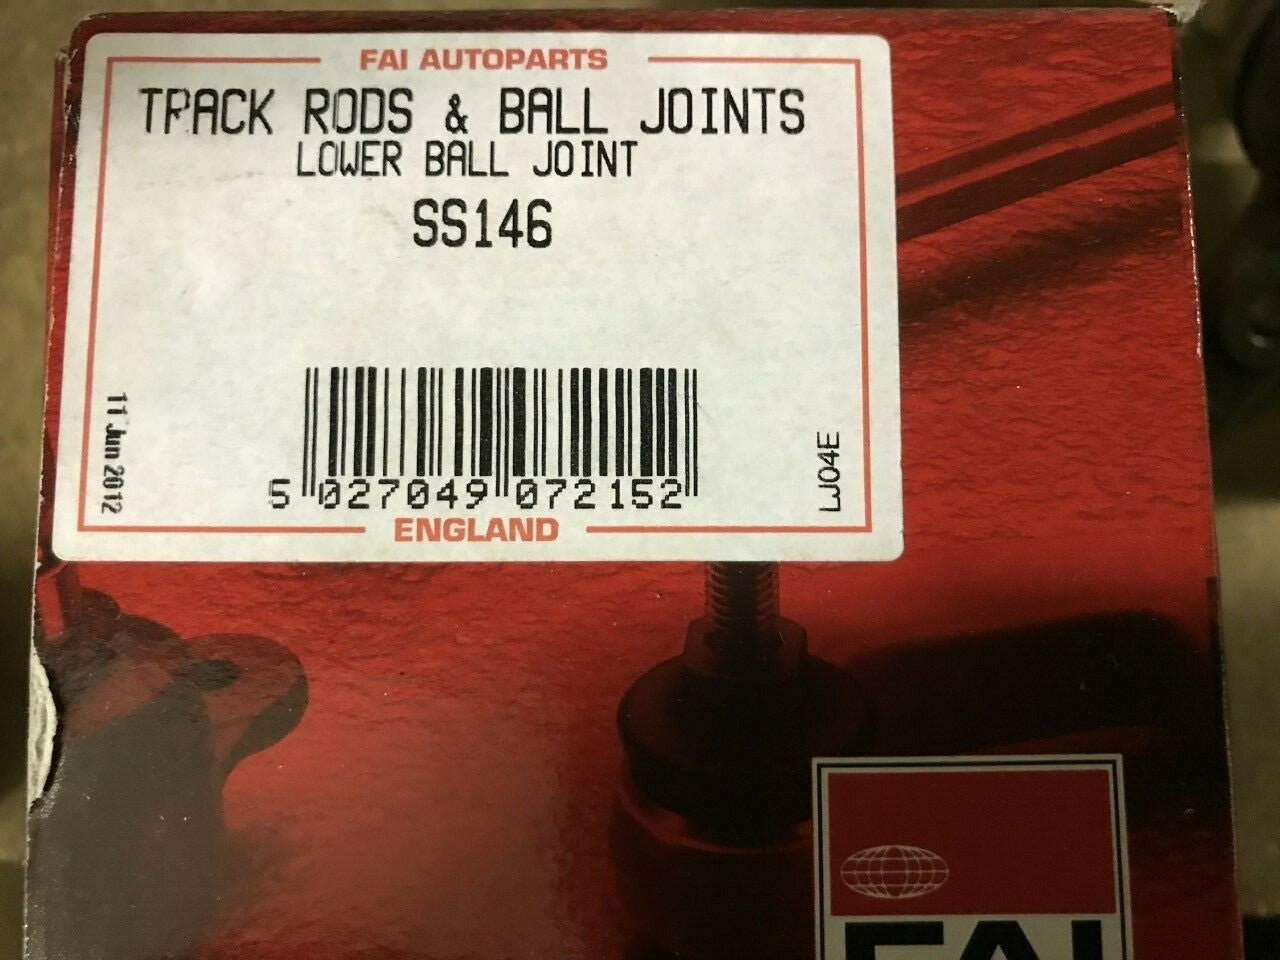 FAI AUTOPARTS
TRACK RODS & BALL JOINTS
LOWER BALL JOINT
SS146
11 Jun 2012
LJ04E
5 027049 072152
ENGLAND
FAI